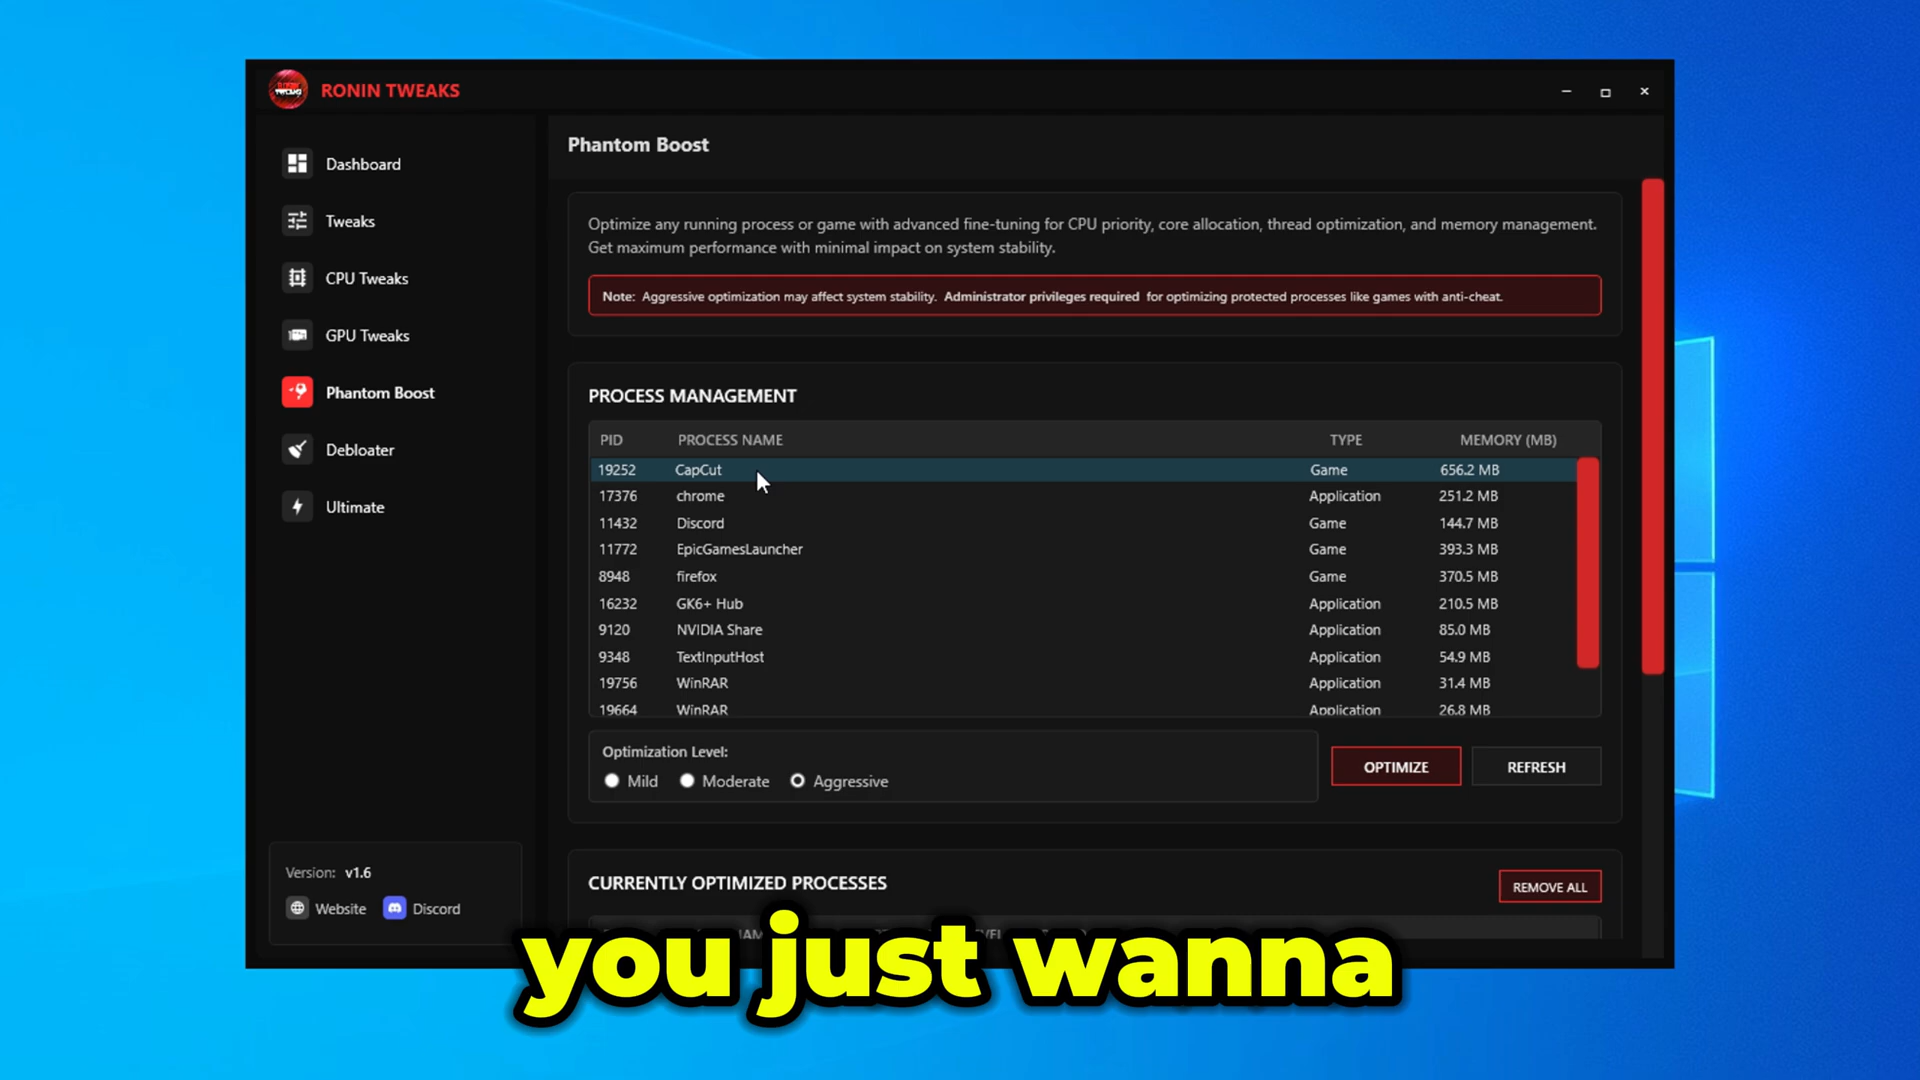 RONIN TWEAKS
Dashboard
Tweaks
CPU Tweaks
GPU Tweaks
Phantom Boost
Debloater
Ultimate
Version: v1.6
Website Discord
Phantom Boost
Optimize any running process or game with advanced fine-tuning for CPU priority, core allocation, thread optimization, and memory management.
Get maximum performance with minimal impact on system stability.
Note: Aggressive optimization may affect system stability. Administrator privileges required for optimizing protected processes like games with anti-cheat.
PROCESS MANAGEMENT
PID PROCESS NAME TYPE MEMORY (MB)
19252 CapCut Game 656.2 MB
17376 chrome Application 251.2 MB
11432 Discord Game 144.7 MB
11772 EpicGamesLauncher Game 393.3 MB
8948 firefox Game 370.5 MB
16232 GK6+ Hub Application 210.5 MB
9120 NVIDIA Share Application 85.0 MB
9348 TextInputHost Application 54.9 MB
19756 WinRAR Application 31.4 MB
19664 WinRAR Application 26.8 MB
Optimization Level:
Mild Moderate Aggressive
OPTIMIZE REFRESH
CURRENTLY OPTIMIZED PROCESSES
REMOVE ALL
you just wanna